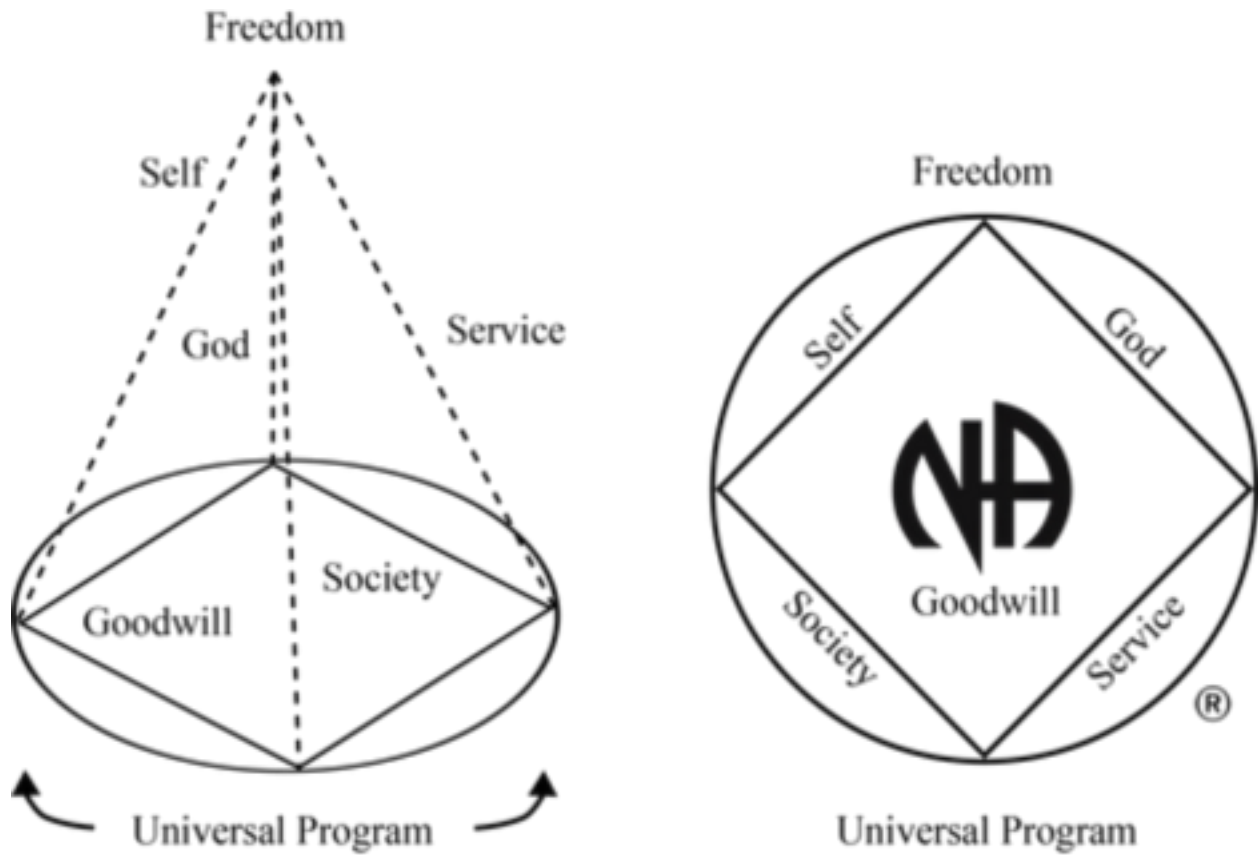 Freedom
Self
God
Service
Society
Goodwill
Universal Program
Freedom
Self
God
NA
Goodwill
Society
Service
®
Universal Program